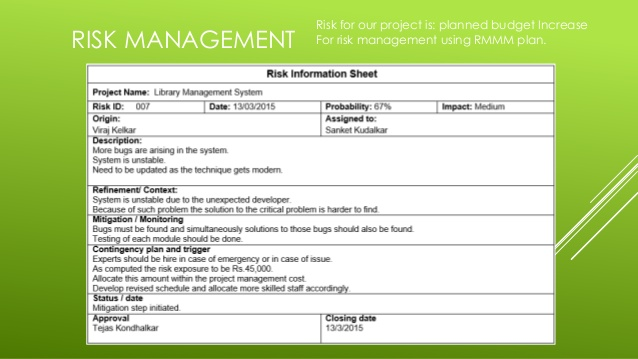 RISK MANAGEMENT
Risk for our project is: planned budget Increase
For risk management using RMMM plan.
Risk Information Sheet
Project Name: Library Management System
Risk ID: 007 Date: 13/03/2015 Probability: 67% Impact: Medium
Origin: Assigned to:
Viraj Kelkar Sanket Kudalkar
Description:
More bugs are arising in the system.
System is unstable.
Need to be updated as the technique gets modern.
Refinement/ Context:
System is unstable due to the unexpected developer.
Because of such problem the solution to the critical problem is harder to find.
Mitigation / Monitoring
Bugs must be found and simultaneously solutions to those bugs should also be found.
Testing of each module should be done.
Contingency plan and trigger
Experts should be hire in case of emergency or in case of issue.
As computed the risk exposure to be Rs.45,000.
Allocate this amount within the project management cost.
Develop revised schedule and allocate more skilled staff accordingly.
Status / date
Mitigation step initiated.
Approval Closing date
Tejas Kondhalkar 13/3/2015